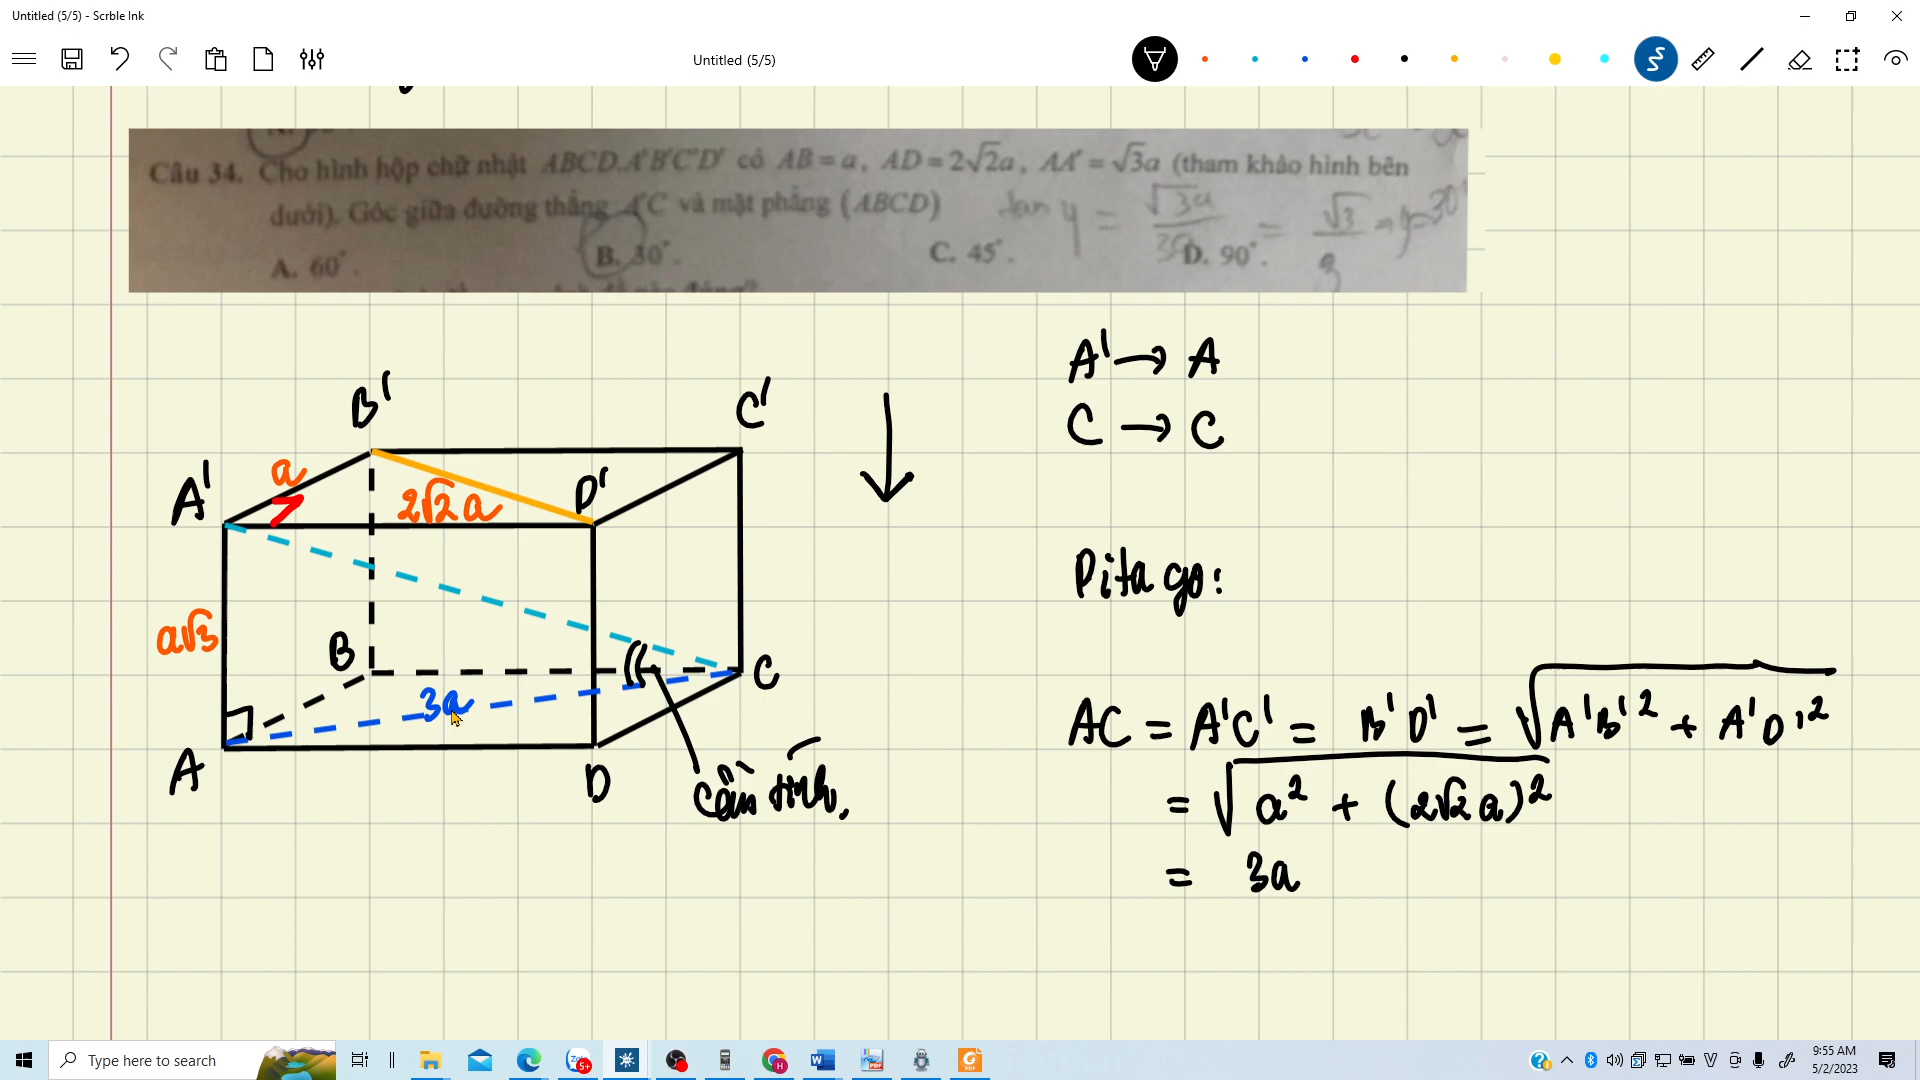 Untitled (5/5) - Scrble Ink
Untitled (5/5)
Câu 34. Cho hình hộp chữ nhật ABCD.A'B'C'D' có AB = a, AD = 2√2a, AA' = √3a (tham khảo hình bên
dưới). Góc giữa đường thẳng A'C và mặt phẳng (ABCD)
tan y = √3a/3a = √3/3 → y = 30°
A. 60°. B. 30°. C. 45°. D. 90°.
A' → A
C → C
B' C'
A' a 2√2a D'
a√3 B 3a C
A D
cần tính.
Pitago:
AC = A'C' = B'D' = √A'B'² + A'D'²
= √a² + (2√2a)²
= 3a
Type here to search
5+
9:55 AM
5/2/2023